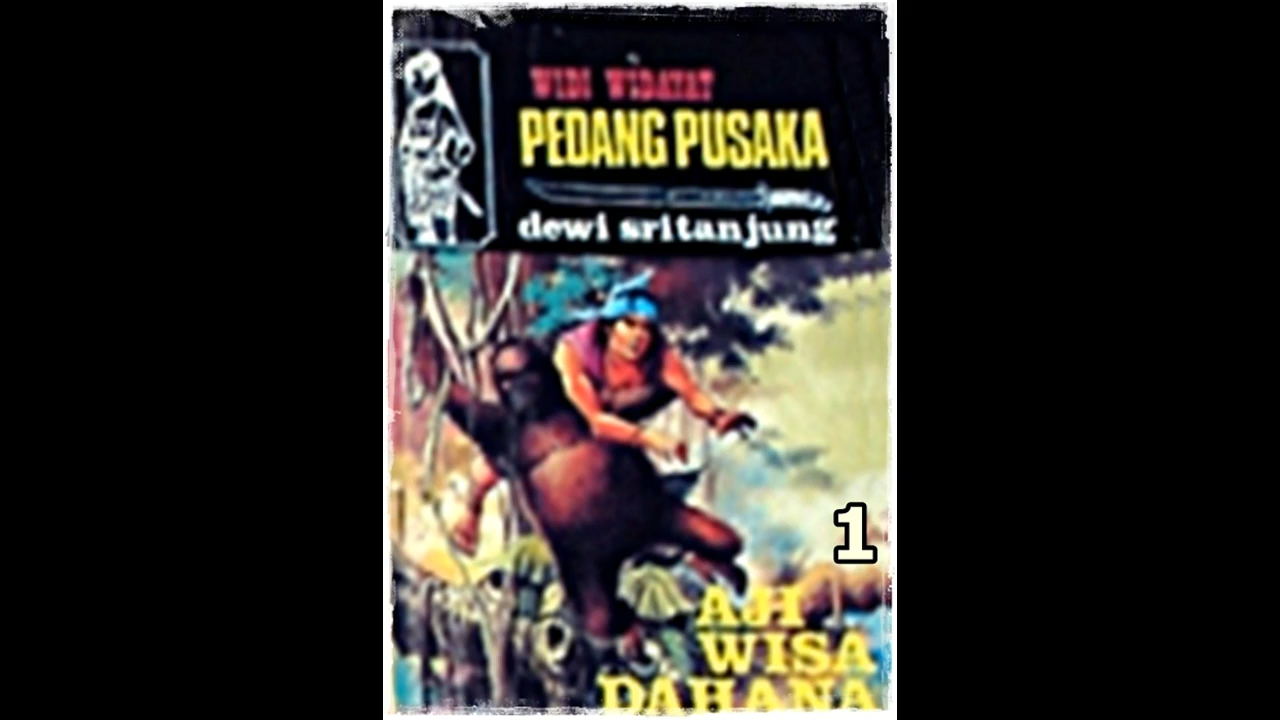 WIDI WIDAYAT
PEDANG PUSAKA
dewi sritanjung
1
AJI
WISA
DAHANA